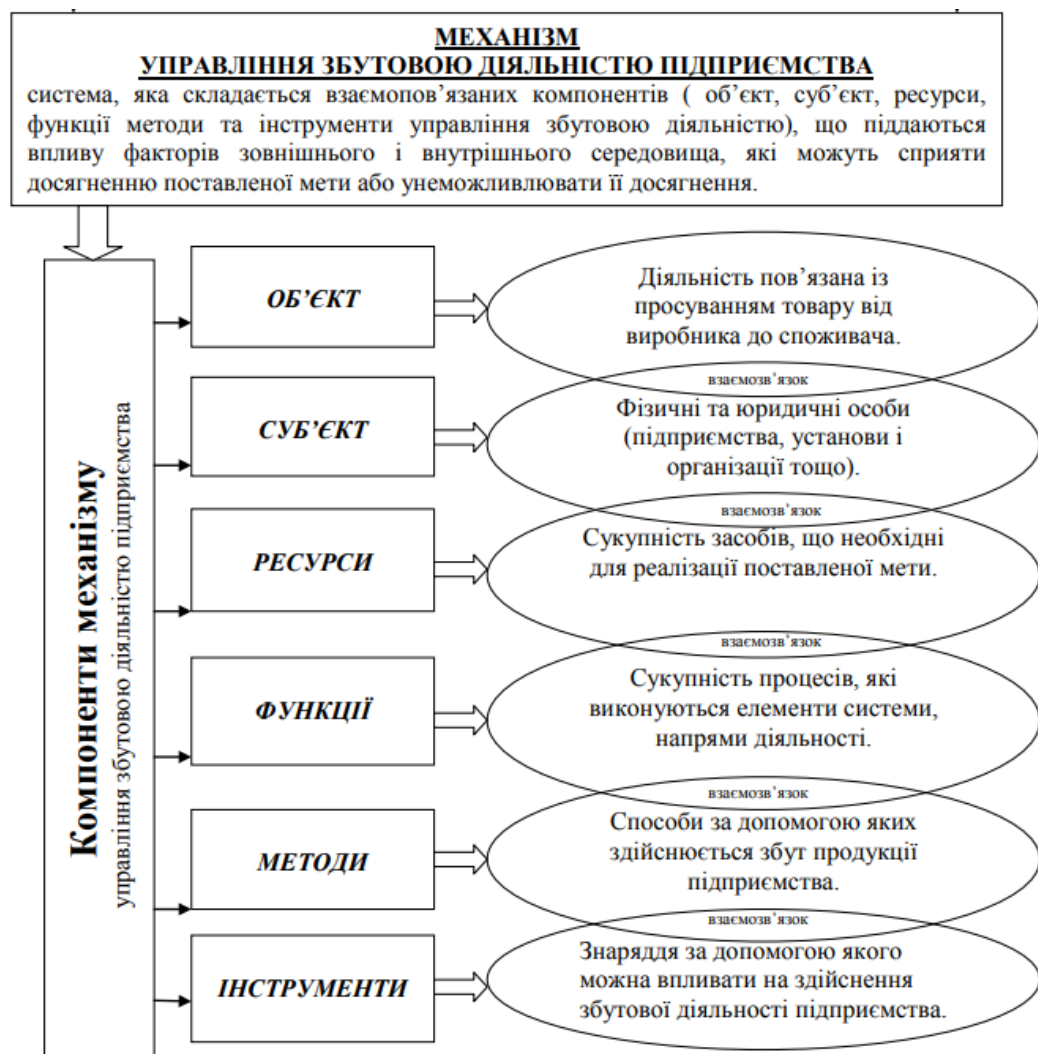 МЕХАНІЗМ
УПРАВЛІННЯ ЗБУТОВОЮ ДІЯЛЬНІСТЮ ПІДПРИЄМСТВА
система, яка складається взаємопов’язаних компонентів ( об’єкт, суб’єкт, ресурси,
функції методи та інструменти управління збутовою діяльністю), що піддаються
впливу факторів зовнішнього і внутрішнього середовища, які можуть сприяти
досягненню поставленої мети або унеможливлювати її досягнення.
Компоненти механізму
управління збутовою діяльністю підприємства
ОБ’ЄКТ
Діяльність пов’язана із
просуванням товару від
виробника до споживача.
взаємозв’язок
СУБ’ЄКТ
Фізичні та юридичні особи
(підприємства, установи і
організації тощо).
взаємозв’язок
РЕСУРСИ
Сукупність засобів, що необхідні
для реалізації поставленої мети.
взаємозв’язок
ФУНКЦІЇ
Сукупність процесів, які
виконуються елементи системи,
напрями діяльності.
взаємозв’язок
МЕТОДИ
Способи за допомогою яких
здійснюється збут продукції
підприємства.
взаємозв’язок
ІНСТРУМЕНТИ
Знаряддя за допомогою якого
можна впливати на здійснення
збутової діяльності підприємства.